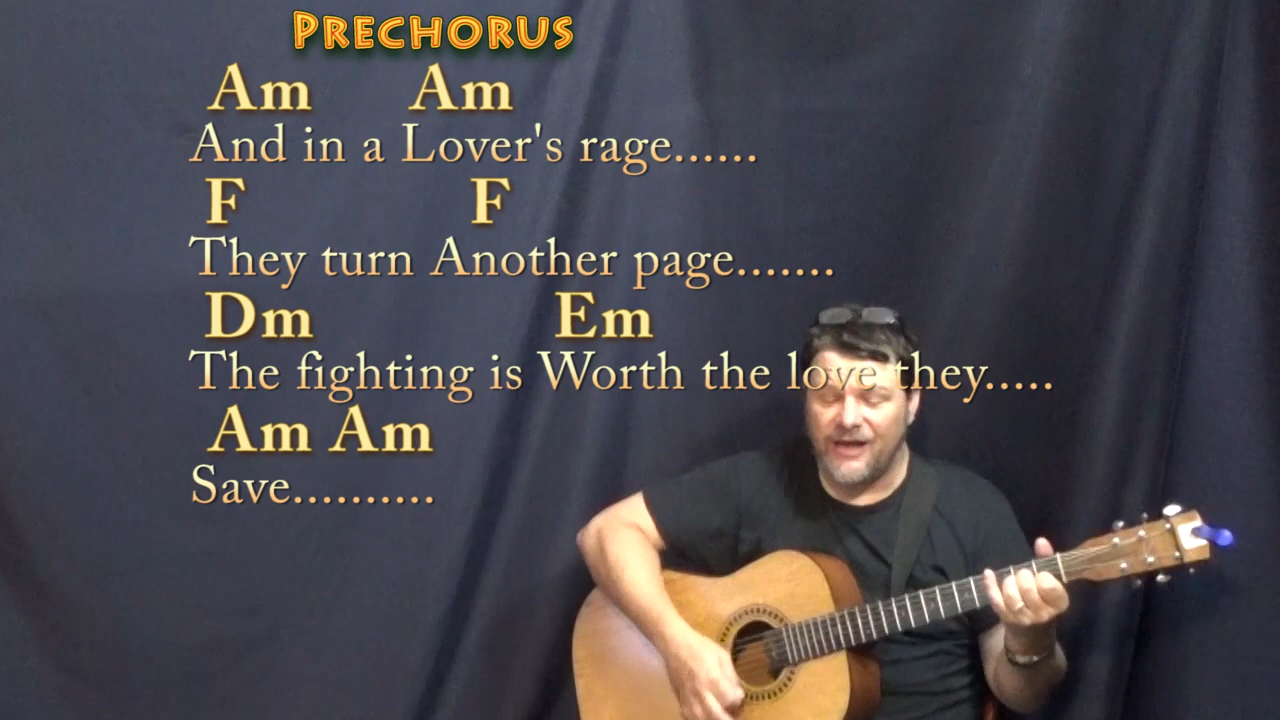 PRECHORUS
Am Am
And in a Lover's rage......
F F
They turn Another page.......
Dm Em
The fighting is Worth the love they.....
Am Am
Save..........